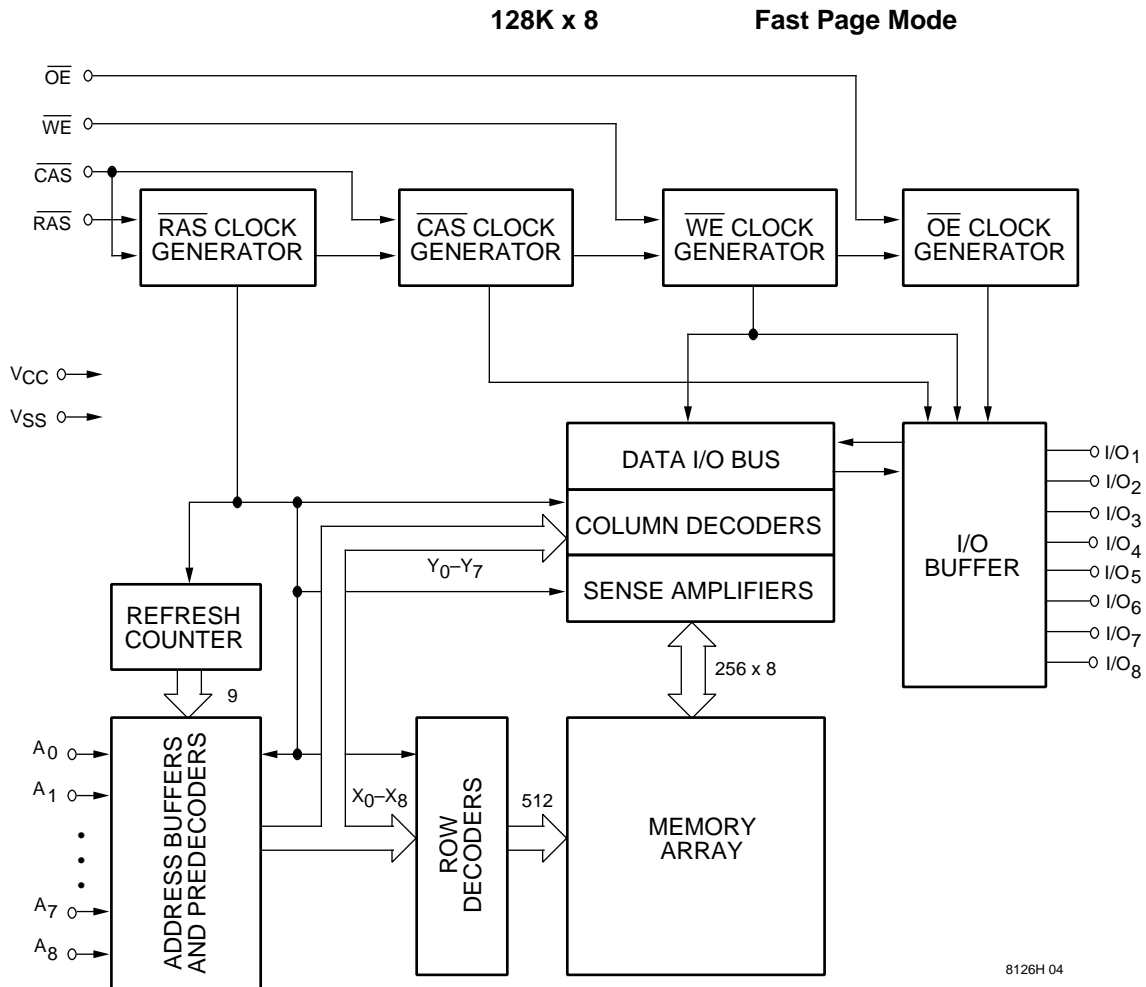 128K x 8 Fast Page Mode
OE
WE
CAS
RAS
RAS CLOCK
GENERATOR
CAS CLOCK
GENERATOR
WE CLOCK
GENERATOR
OE CLOCK
GENERATOR
VCC
VSS
DATA I/O BUS
COLUMN DECODERS
SENSE AMPLIFIERS
Y0–Y7
I/O
BUFFER
I/O1
I/O2
I/O3
I/O4
I/O5
I/O6
I/O7
I/O8
REFRESH
COUNTER
9
256 x 8
A0
A1
A7
A8
ADDRESS BUFFERS
AND PREDECODERS
X0–X8
ROW
DECODERS
512
MEMORY
ARRAY
8126H 04